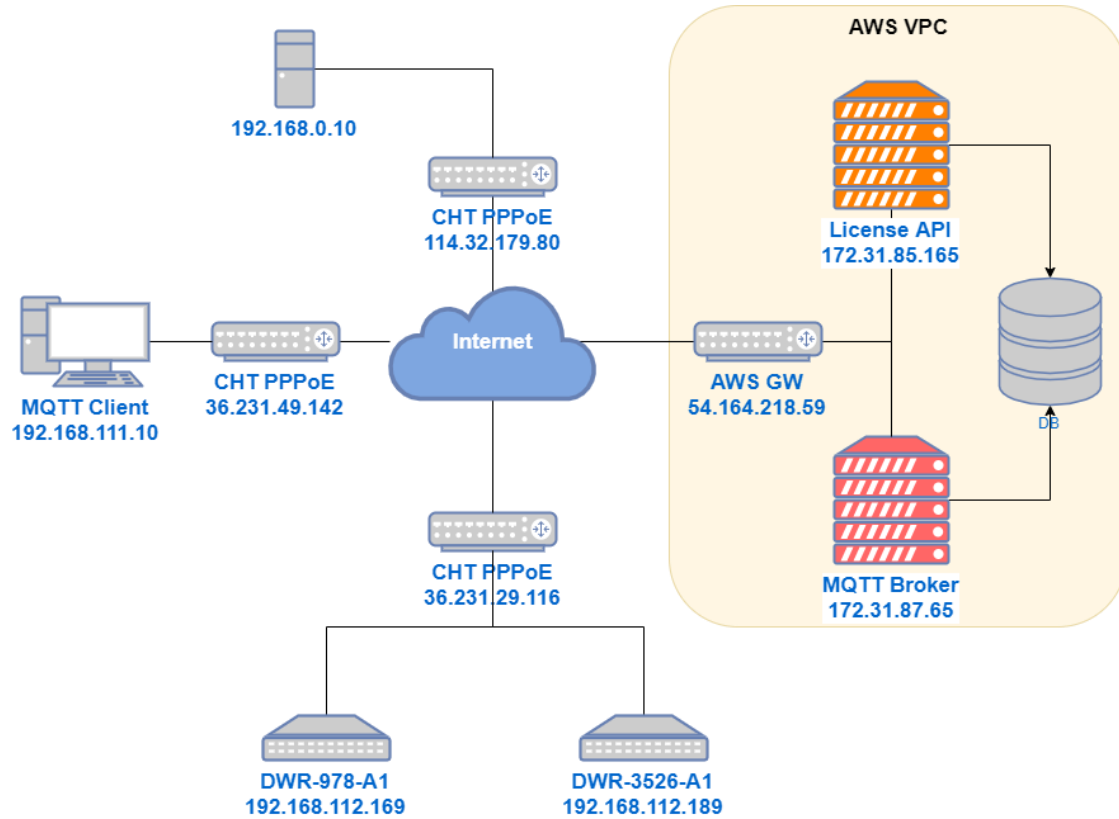 AWS VPC
192.168.0.10
CHT PPPoE
114.32.179.80
License API
172.31.85.165
Internet
MQTT Client
192.168.111.10
CHT PPPoE
36.231.49.142
AWS GW
54.164.218.59
DB
CHT PPPoE
36.231.29.116
MQTT Broker
172.31.87.65
DWR-978-A1
192.168.112.169
DWR-3526-A1
192.168.112.189